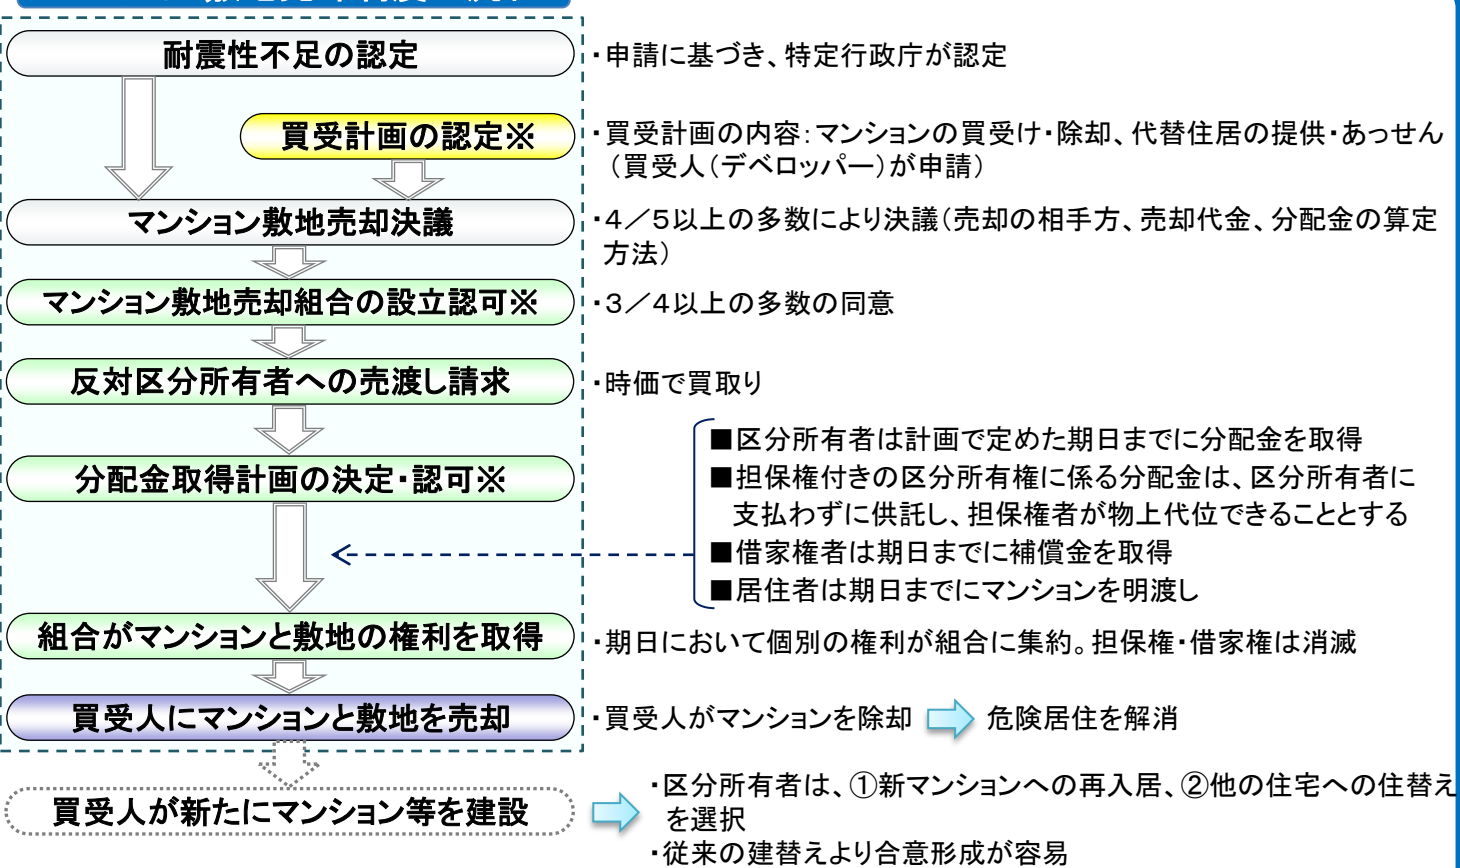 耐震性不足の認定
・申請に基づき、特定行政庁が認定
買受計画の認定※
・買受計画の内容：マンションの買受け・除却、代替住居の提供・あっせん
（買受人（デベロッパー）が申請）
マンション敷地売却決議
・４／５以上の多数により決議（売却の相手方、売却代金、分配金の算定
方法）
マンション敷地売却組合の設立認可※
・３／４以上の多数の同意
反対区分所有者への売渡し請求
・時価で買取り
分配金取得計画の決定・認可※
■区分所有者は計画で定めた期日までに分配金を取得
■担保権付きの区分所有権に係る分配金は、区分所有者に
支払わずに供託し、担保権者が物上代位できることとする
■借家権者は期日までに補償金を取得
■居住者は期日までにマンションを明渡し
組合がマンションと敷地の権利を取得
・期日において個別の権利が組合に集約。担保権・借家権は消滅
買受人にマンションと敷地を売却
・買受人がマンションを除却
危険居住を解消
買受人が新たにマンション等を建設
・区分所有者は、①新マンションへの再入居、②他の住宅への住替え
を選択
・従来の建替えより合意形成が容易